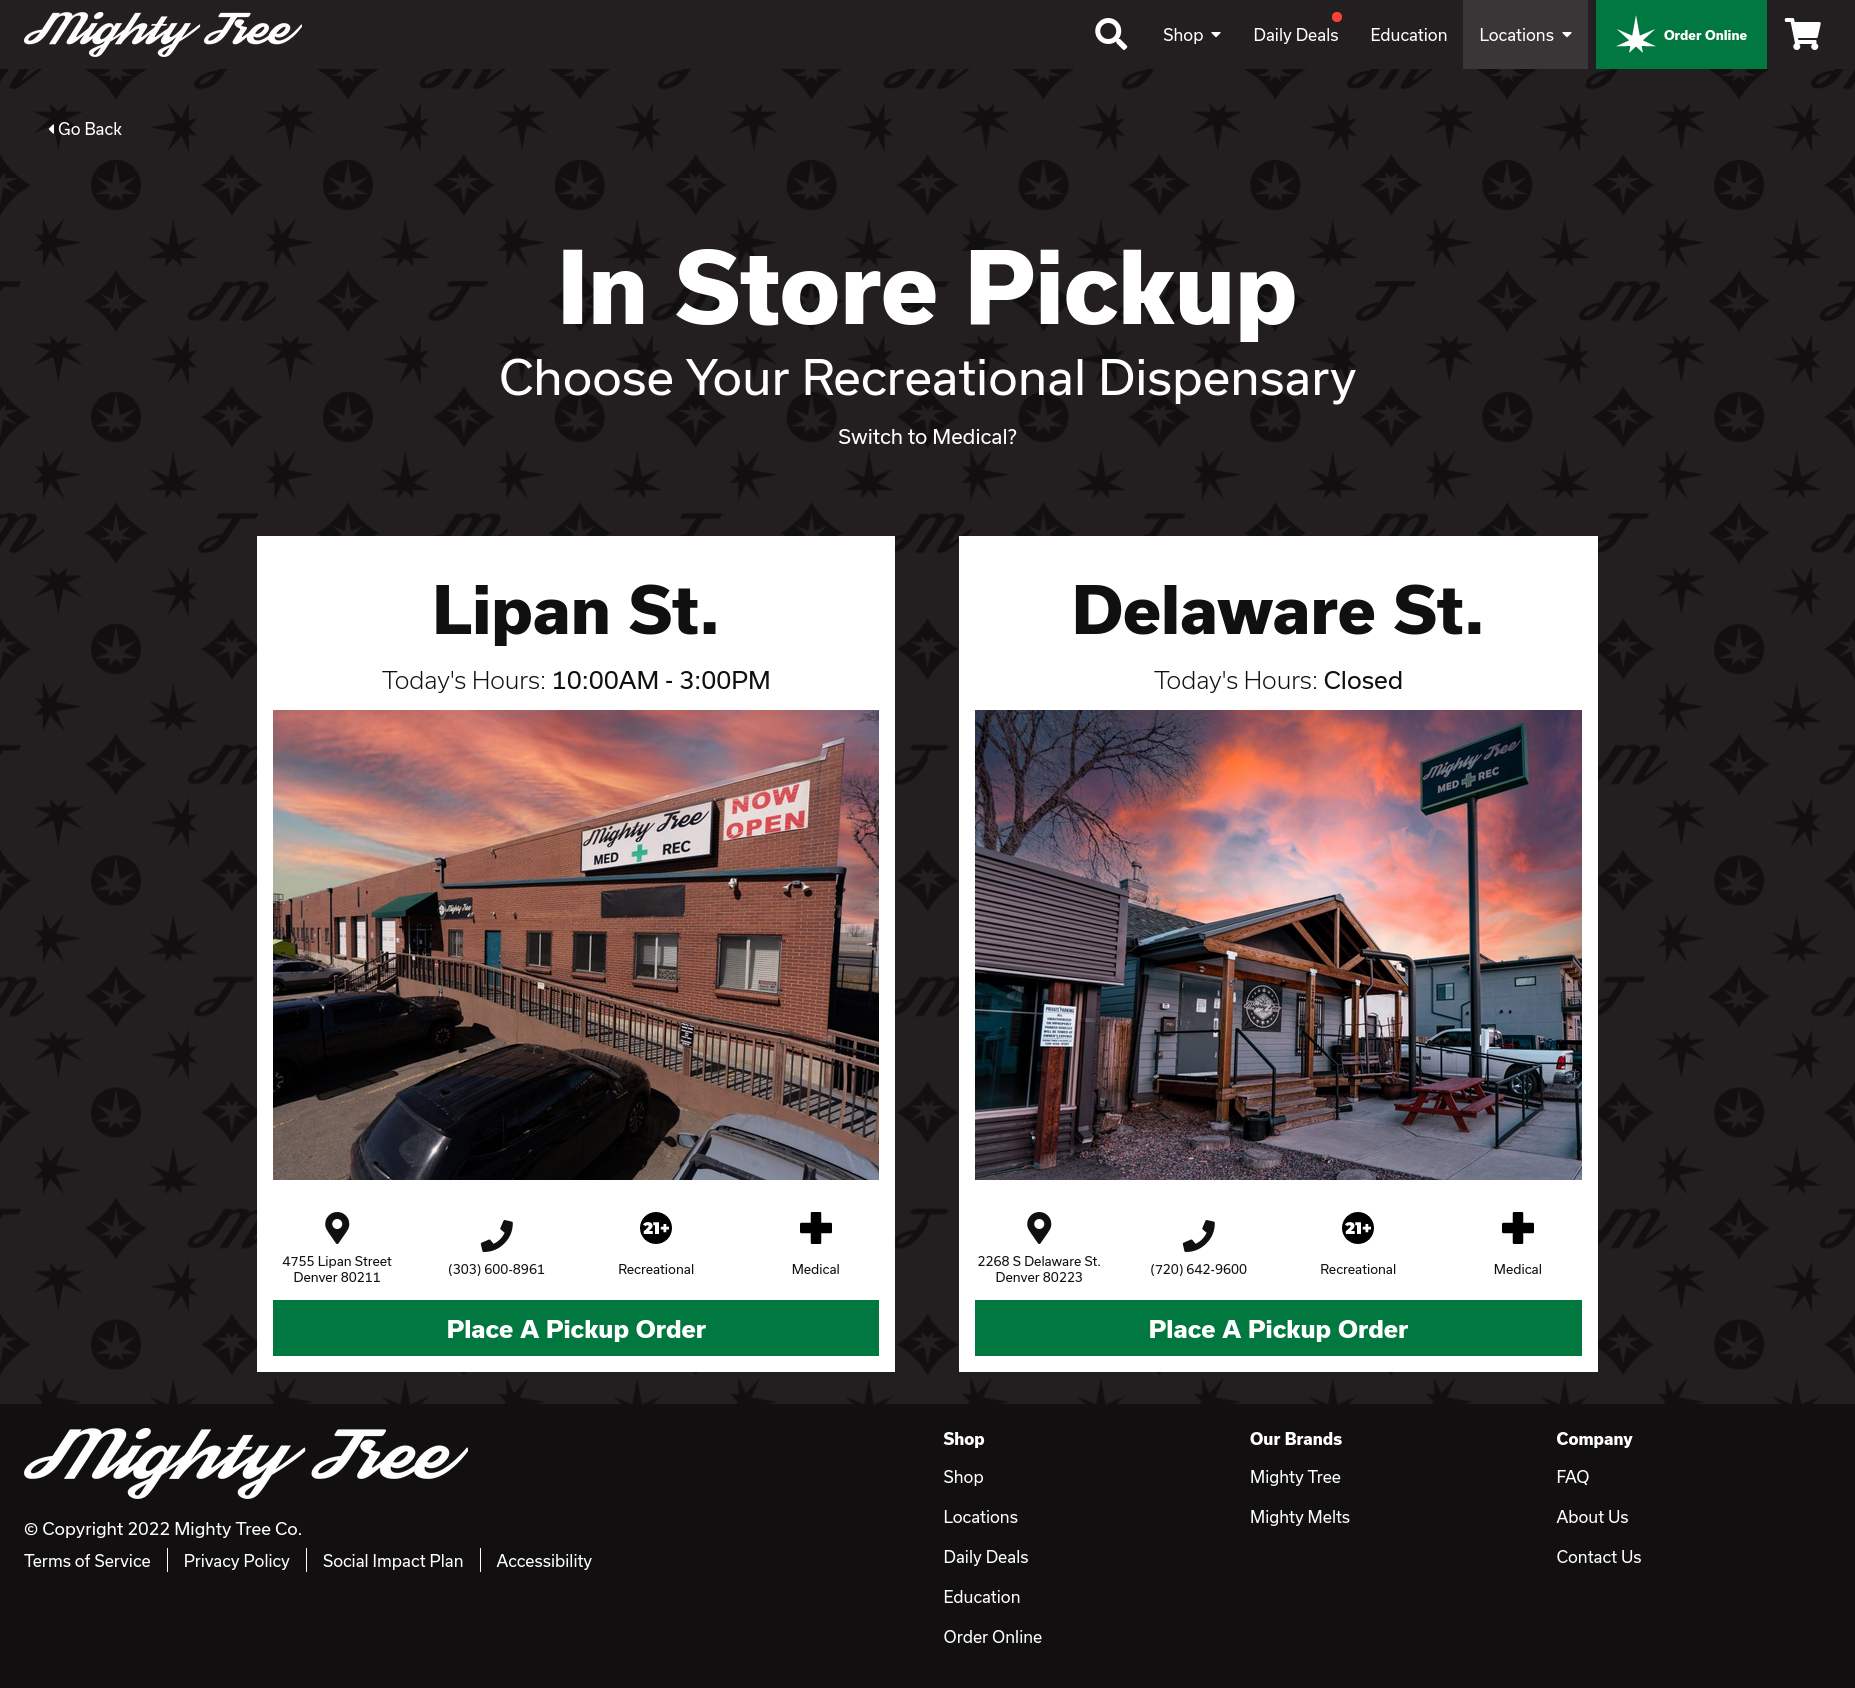 Mighty Tree
Shop
Daily Deals
Education
Locations
Order Online
Go Back
In Store Pickup
Choose Your Recreational Dispensary
Switch to Medical?
Lipan St.
Today's Hours: 10:00AM - 3:00PM
Mighty Tree
MED REC
NOW
OPEN
Mighty Tree
4755 Lipan Street
Denver 80211
(303) 600-8961
21+
Recreational
Medical
Place A Pickup Order
Delaware St.
Today's Hours: Closed
Mighty Tree
MED REC
PRIVATE PARKING
2268 S Delaware St.
Denver 80223
(720) 642-9600
21+
Recreational
Medical
Place A Pickup Order
Mighty Tree
© Copyright 2022 Mighty Tree Co.
Terms of Service
Privacy Policy
Social Impact Plan
Accessibility
Shop
Shop
Locations
Daily Deals
Education
Order Online
Our Brands
Mighty Tree
Mighty Melts
Company
FAQ
About Us
Contact Us